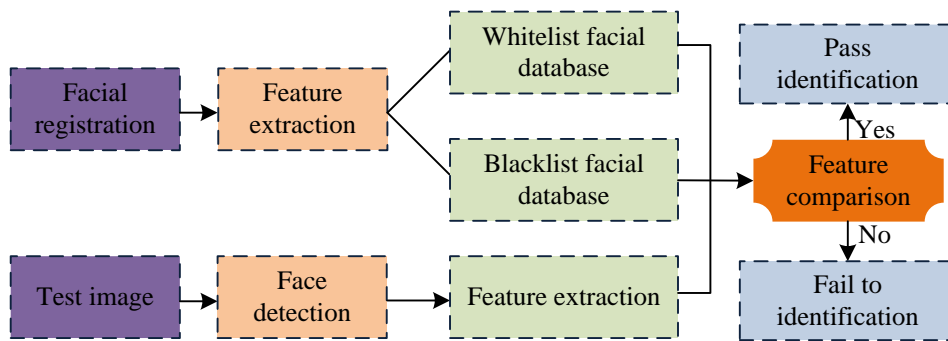 Facial
registration
Feature
extraction
Whitelist facial
database
Blacklist facial
database
Pass
identification
Yes
Feature
comparison
No
Fail to
identification
Test image
Face
detection
Feature extraction